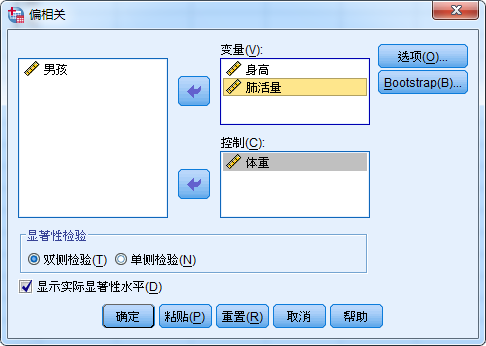 偏相关
变量(V):
男孩
身高
肺活量
选项(O)...
Bootstrap(B)...
控制(C):
体重
显著性检验
双侧检验(T) 单侧检验(N)
显示实际显著性水平(D)
确定 粘贴(P) 重置(R) 取消 帮助